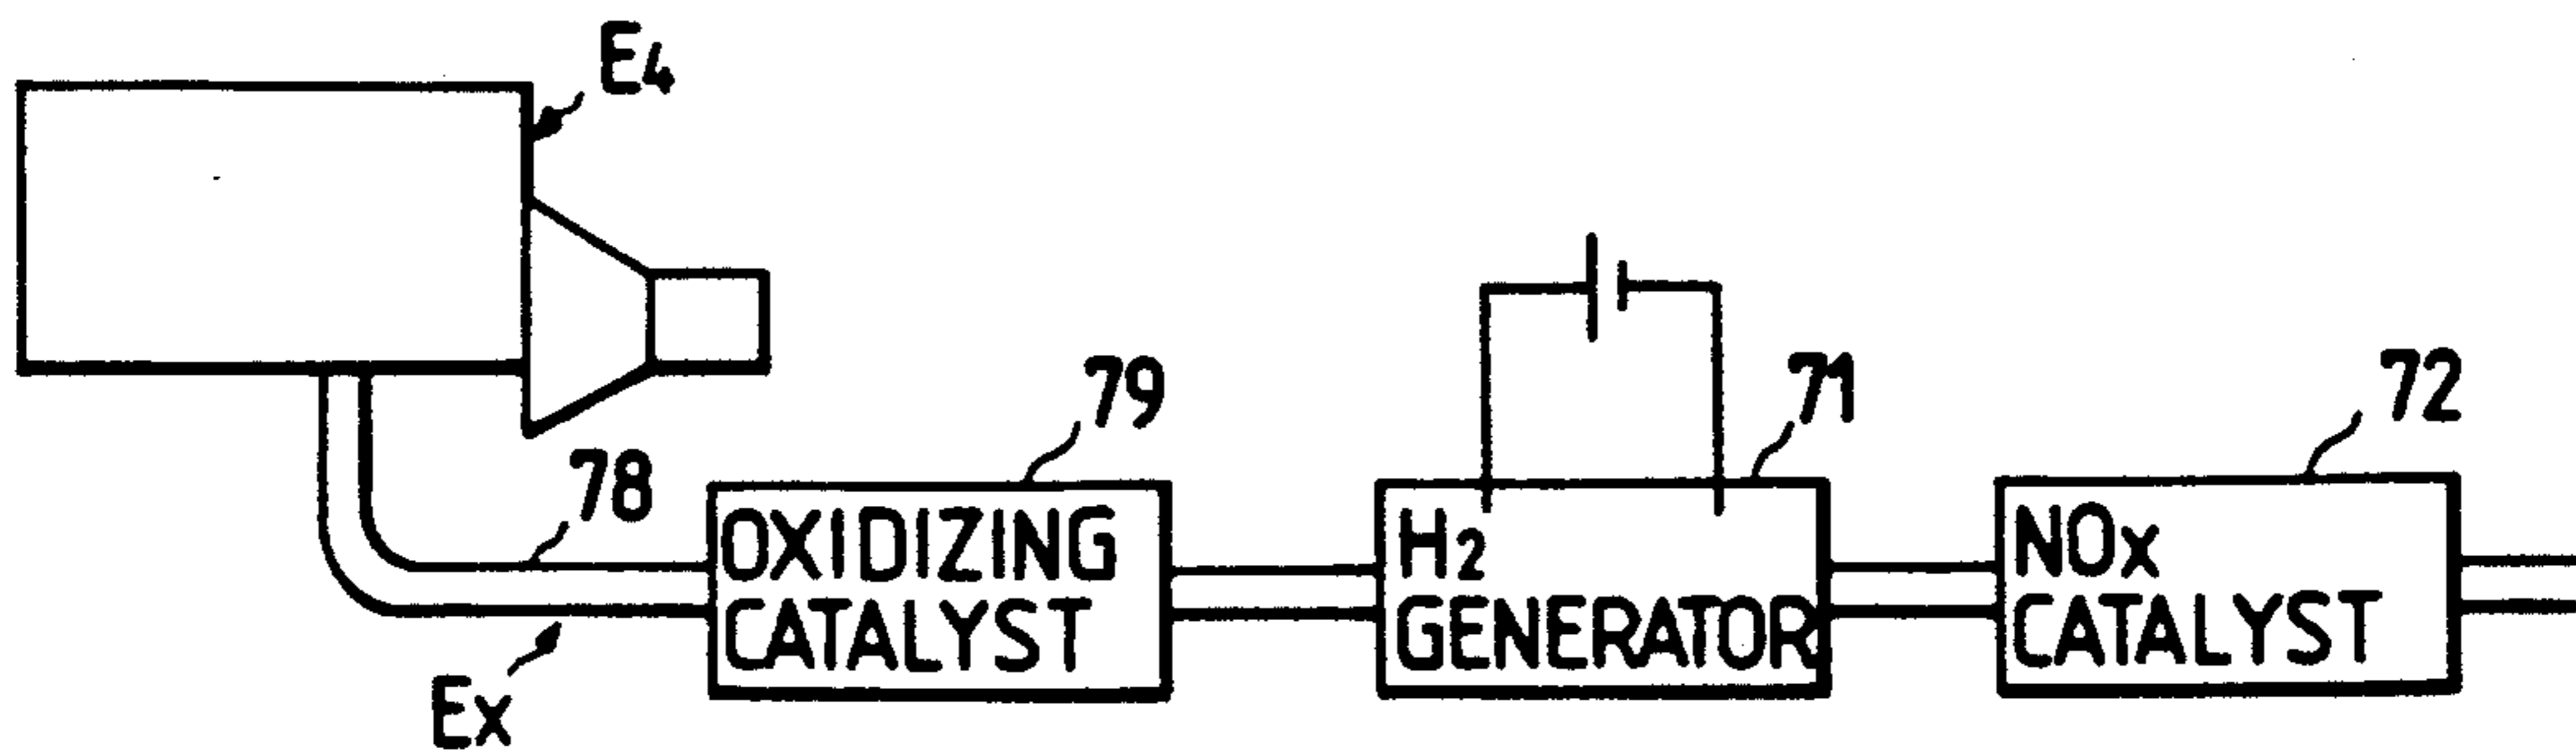 E4
79
71
72
78
OXIDIZING
CATALYST
H2
GENERATOR
NOx
CATALYST
Ex